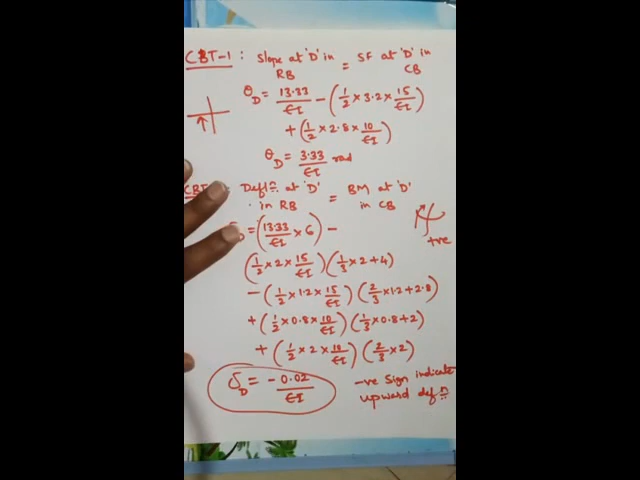 CBT-1 : Slope at 'D' in RB = SF at 'D' in CB
θD = 13.33/EI − (1/2 × 3.2 × 15/EI)
+ (1/2 × 2.8 × 10/EI)
θD = 3.33/EI rad
CBT : Defln at 'D' in RB = BM at 'D' in CB
= (13.33/EI × 6) −
+ve
(1/2 × 2 × 15/EI) (1/3 × 2 + 4)
− (1/2 × 1.2 × 15/EI) (2/3 × 1.2 + 2.8)
+ (1/2 × 0.8 × 10/EI) (1/3 × 0.8 + 2)
+ (1/2 × 2 × 10/EI) (2/3 × 2)
δD = −0.02/EI
−ve Sign indicate
upward defn